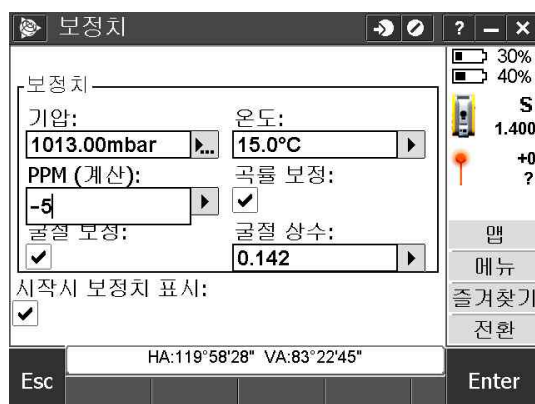 보정치
? — ×
30%
40%
보정치
기압:
온도:
S
1013.00mbar
15.0°C
1.400
PPM (계산):
곡률 보정:
+0
?
-5
굴절 보정:
굴절 상수:
0.142
맵
메뉴
시작시 보정치 표시:
즐겨찾기
전환
HA:119°58'28" VA:83°22'45"
Esc
Enter